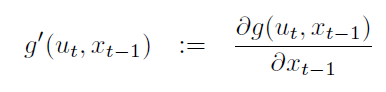 g′(u_t, x_{t−1}) := ∂g(u_t, x_{t−1}) / ∂x_{t−1}